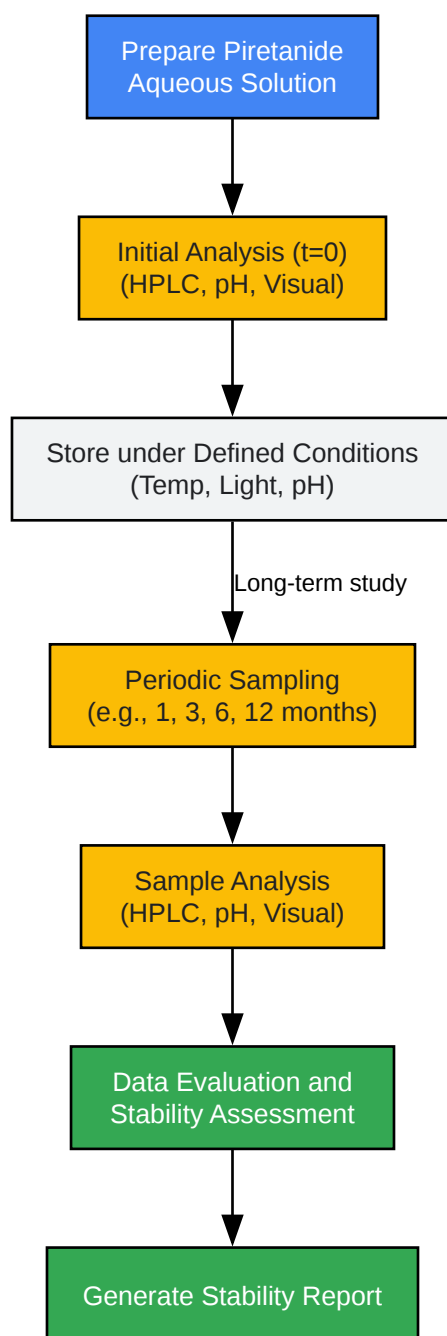 Prepare Piretanide
Aqueous Solution
Initial Analysis (t=0)
(HPLC, pH, Visual)
Store under Defined Conditions
(Temp, Light, pH)
Long-term study
Periodic Sampling
(e.g., 1, 3, 6, 12 months)
Sample Analysis
(HPLC, pH, Visual)
Data Evaluation and
Stability Assessment
Generate Stability Report